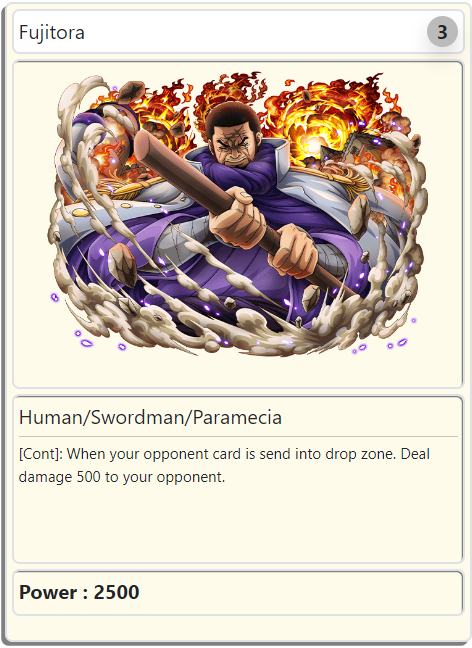 Fujitora
3
Human/Swordman/Paramecia
[Cont]: When your opponent card is send into drop zone. Deal
damage 500 to your opponent.
Power : 2500